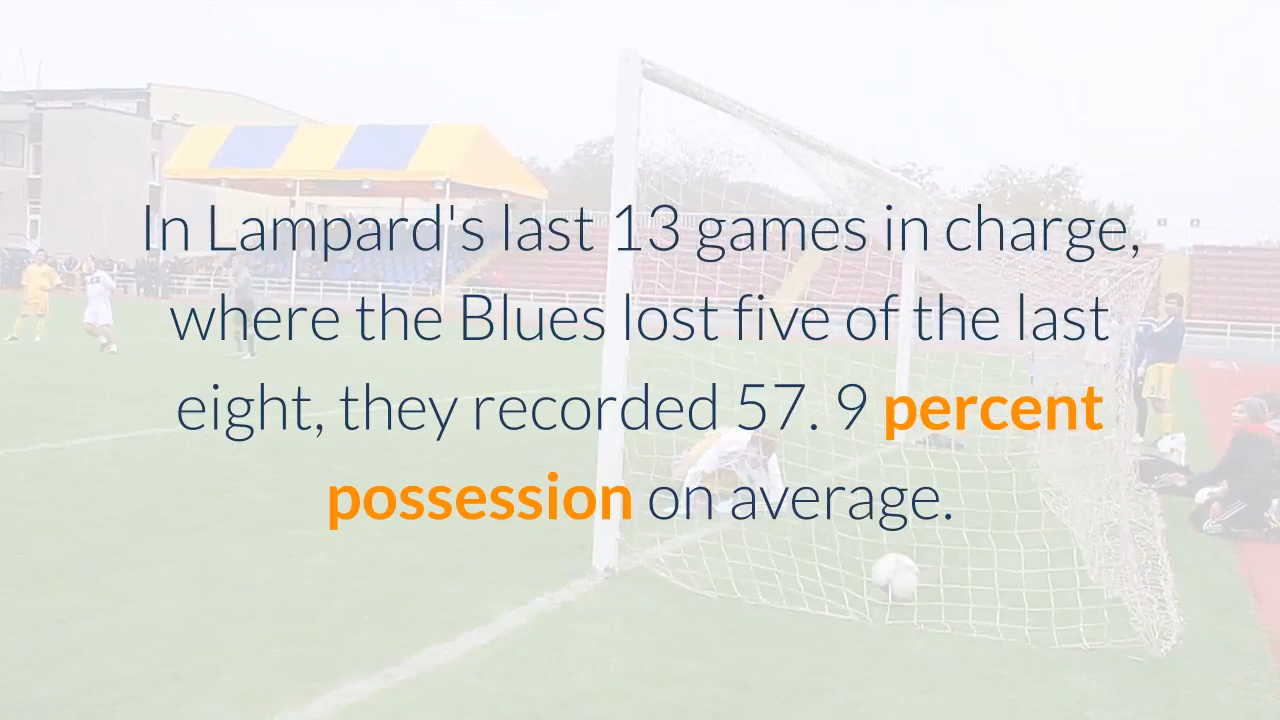 In Lampard's last 13 games in charge,
where the Blues lost five of the last
eight, they recorded 57. 9 percent
possession on average.